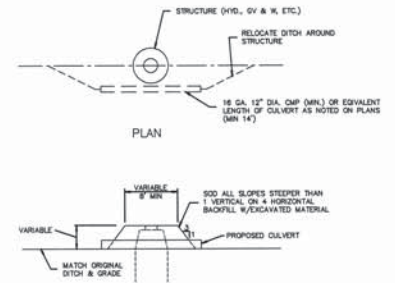 STRUCTURE (HYD., GV & W, ETC.)
RELOCATE DITCH AROUND
STRUCTURE
16 GA. 12" DIA. CMP (MIN.) OR EQIVALENT
LENGTH OF CULVERT AS NOTED ON PLANS
(MIN 14")
PLAN
VARIABLE
8' MIN
SOD ALL SLOPES STEEPER THAN
1 VERTICAL ON 4 HORIZONTAL
BACKFILL W/EXCAVATED MATERIAL
VARIABLE
1
PROPOSED CULVERT
MATCH ORIGINAL
DITCH & GRADE